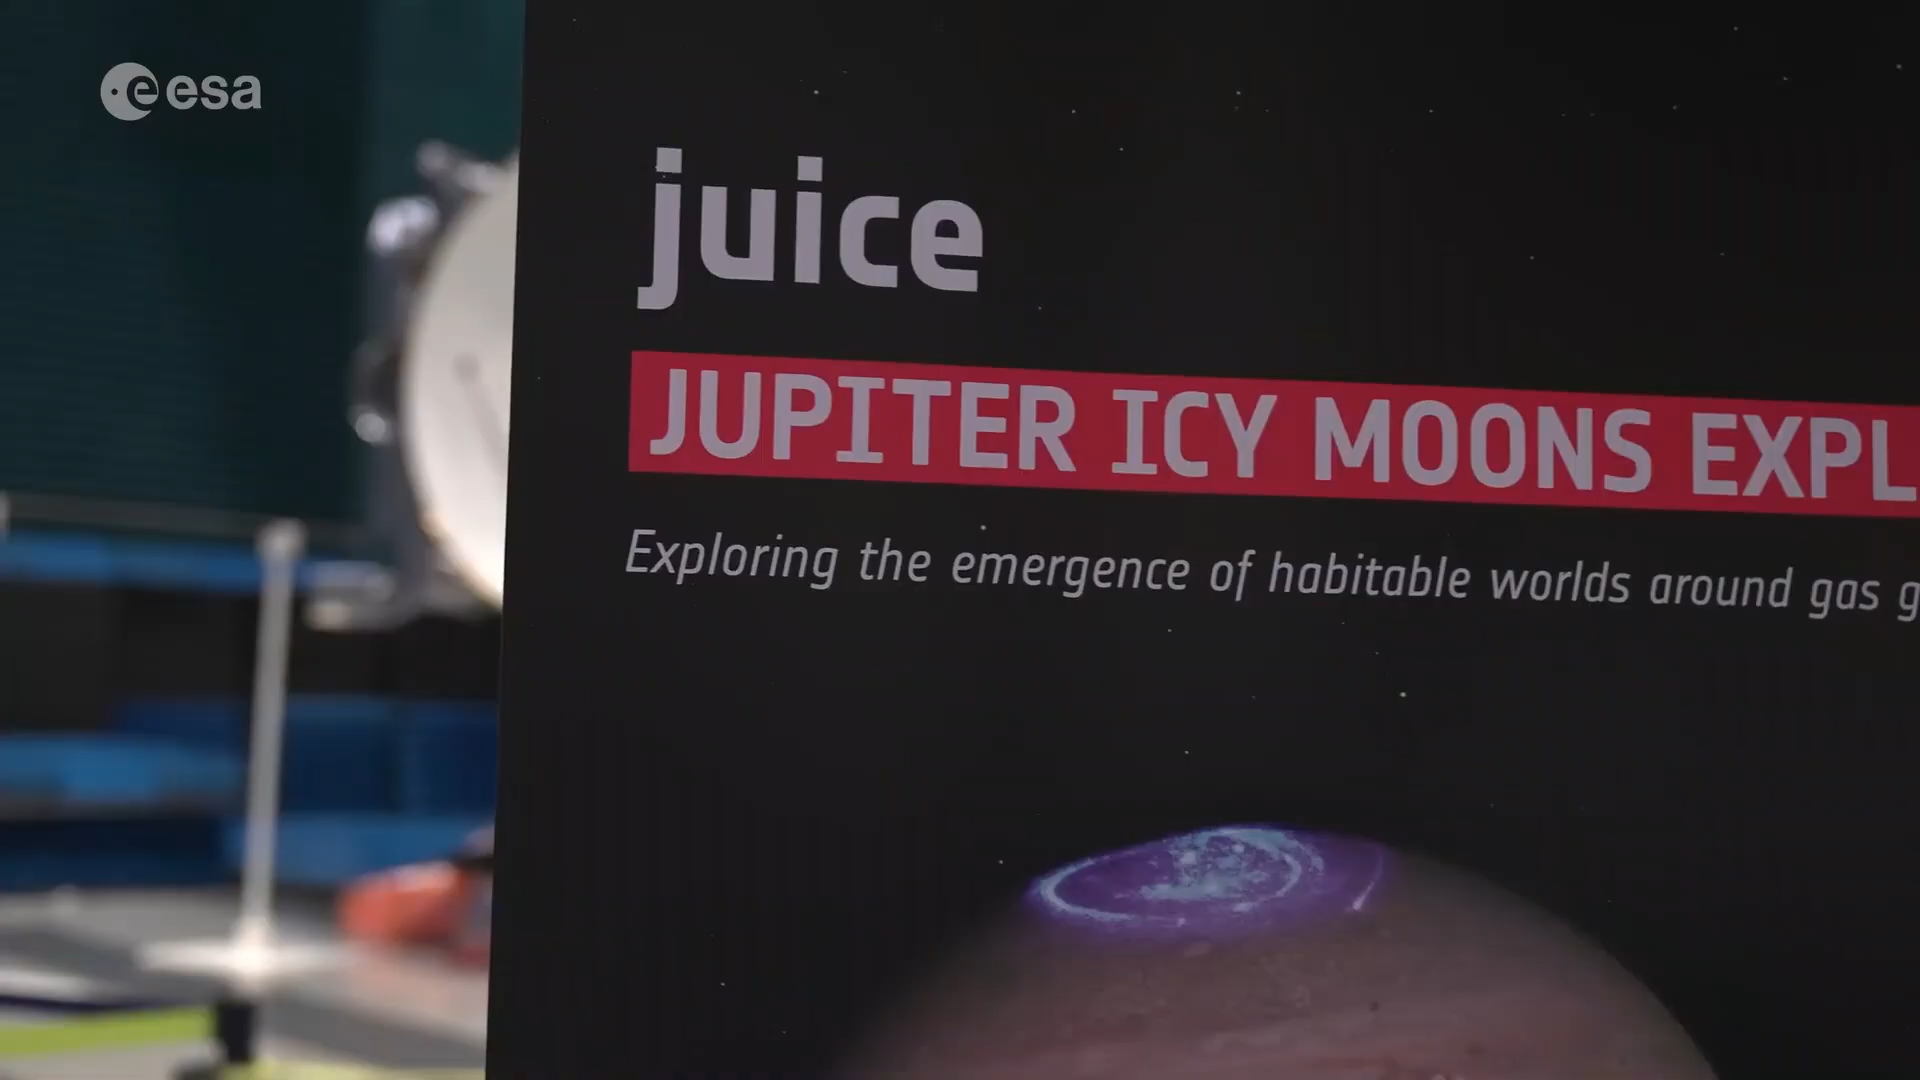 esa
juice
JUPITER ICY MOONS EXPL
Exploring the emergence of habitable worlds around gas g